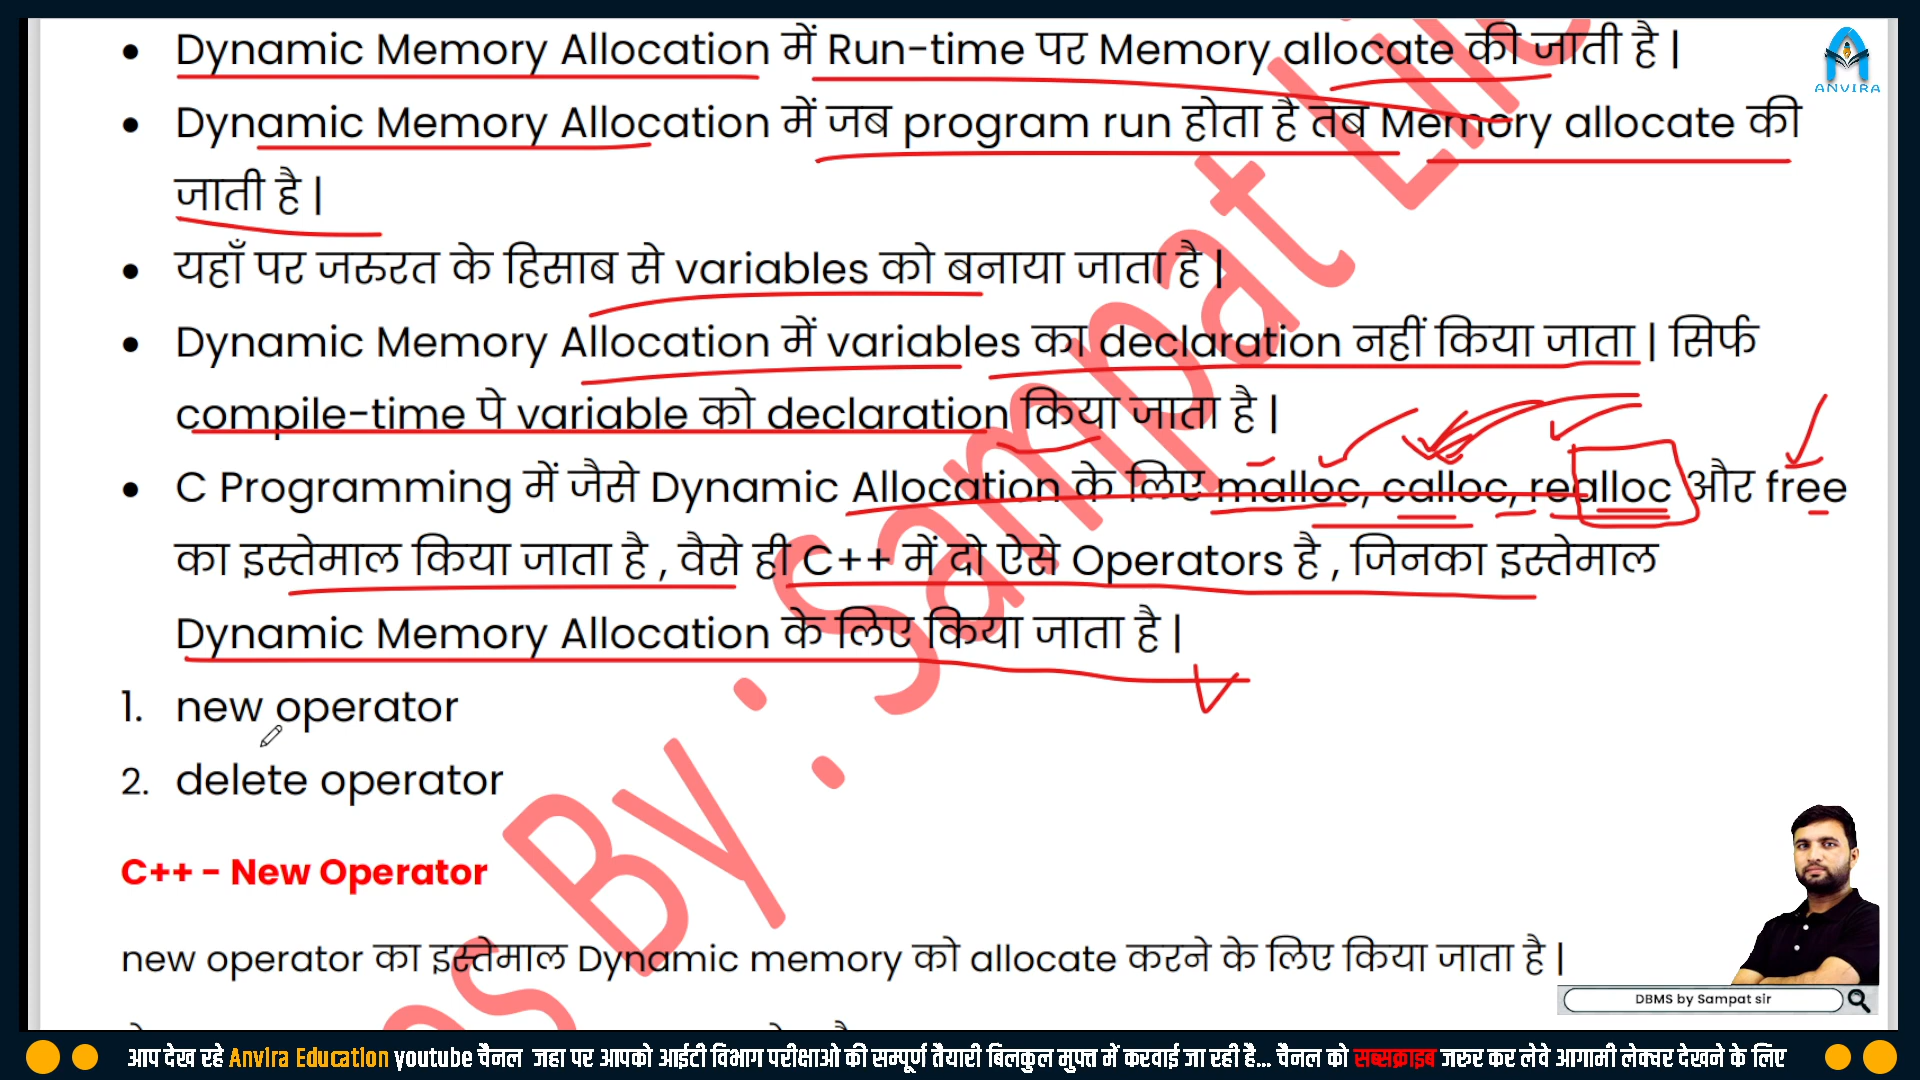 • Dynamic Memory Allocation में Run-time पर Memory allocate की जाती है |
ANVIRA
• Dynamic Memory Allocation में जब program run होता है तब Memory allocate की
जाती है |
• यहाँ पर जरुरत के हिसाब से variables को बनाया जाता है |
• Dynamic Memory Allocation में variables का declaration नहीं किया जाता | सिर्फ
compile-time पे variable को declaration किया जाता है |
• C Programming में जैसे Dynamic Allocation के लिए malloc, calloc, realloc और free
का इस्तेमाल किया जाता है , वैसे ही C++ में दो ऐसे Operators है , जिनका इस्तेमाल
Dynamic Memory Allocation के लिए किया जाता है |
1. new operator
2. delete operator
C++ - New Operator
new operator का इस्तेमाल Dynamic memory को allocate करने के लिए किया जाता है |
By : Sampat
DBMS by Sampat sir
आप देख रहे Anvira Education youtube चैनल जहा पर आपको आईटी विभाग परीक्षाओ की सम्पूर्ण तैयारी बिलकुल मुफ्त में करवाई जा रही है... चैनल को सब्सक्राइब जरुर कर लेवे आगामी लेक्चर देखने के लिए